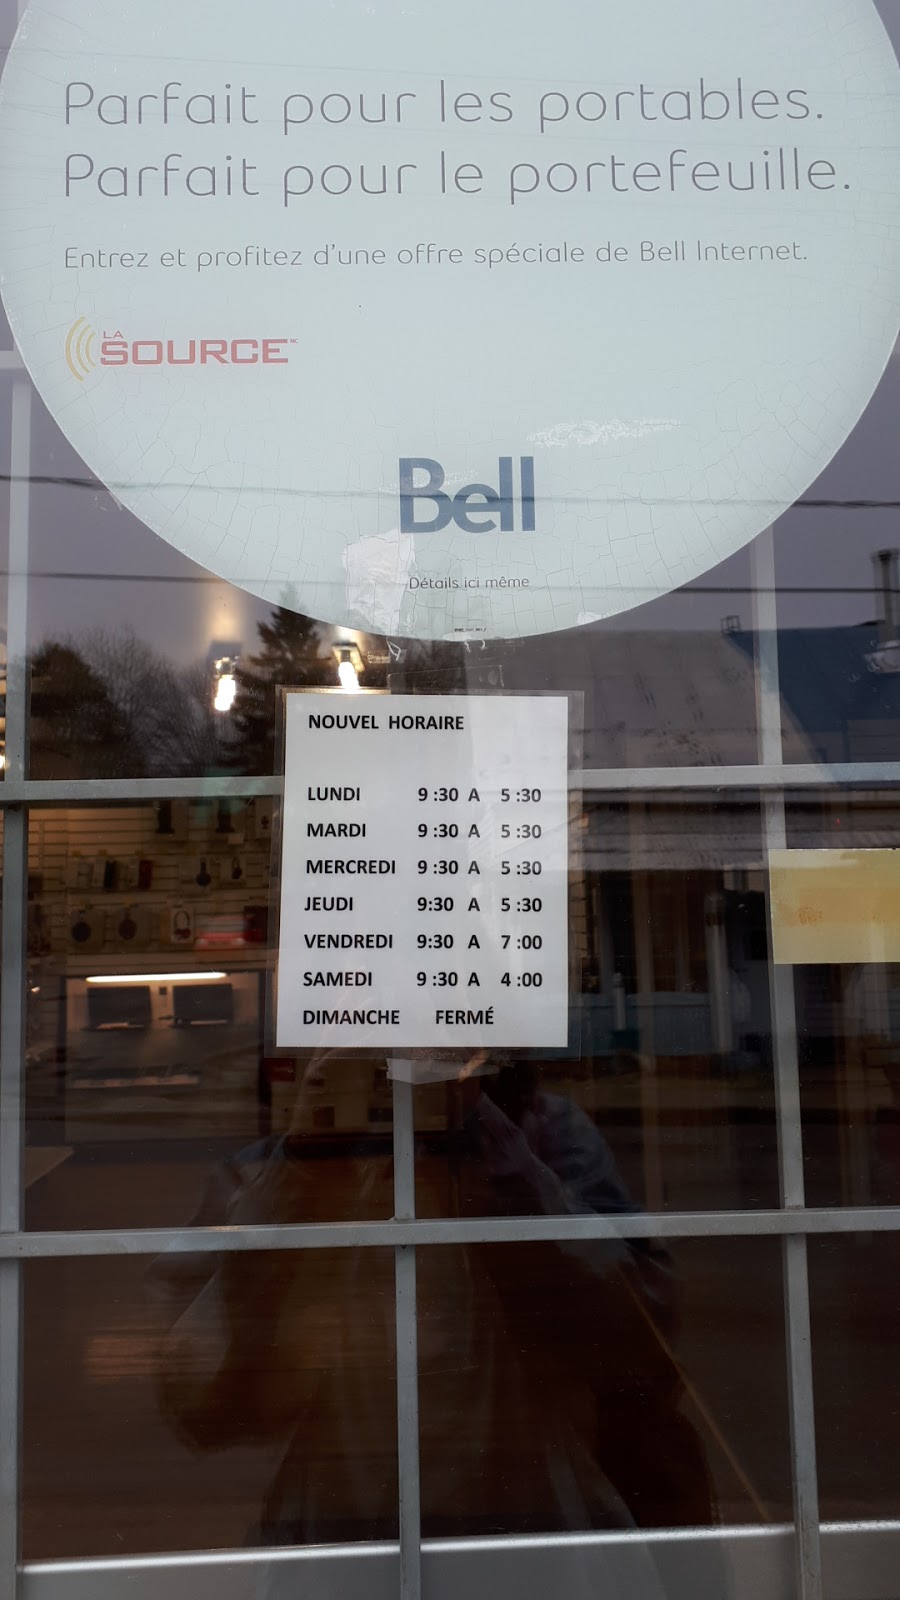 Parfait pour les portables.
Parfait pour le portefeuille.
Entrez et profitez d'une offre spéciale de Bell Internet.
LA
SOURCE
Bell
Détails ici même
NOUVEL HORAIRE
LUNDI 9 :30 A 5 :30
MARDI 9 :30 A 5 :30
MERCREDI 9 :30 A 5 :30
JEUDI 9:30 A 5 :30
VENDREDI 9:30 A 7 :00
SAMEDI 9 :30 A 4 :00
DIMANCHE FERMÉ